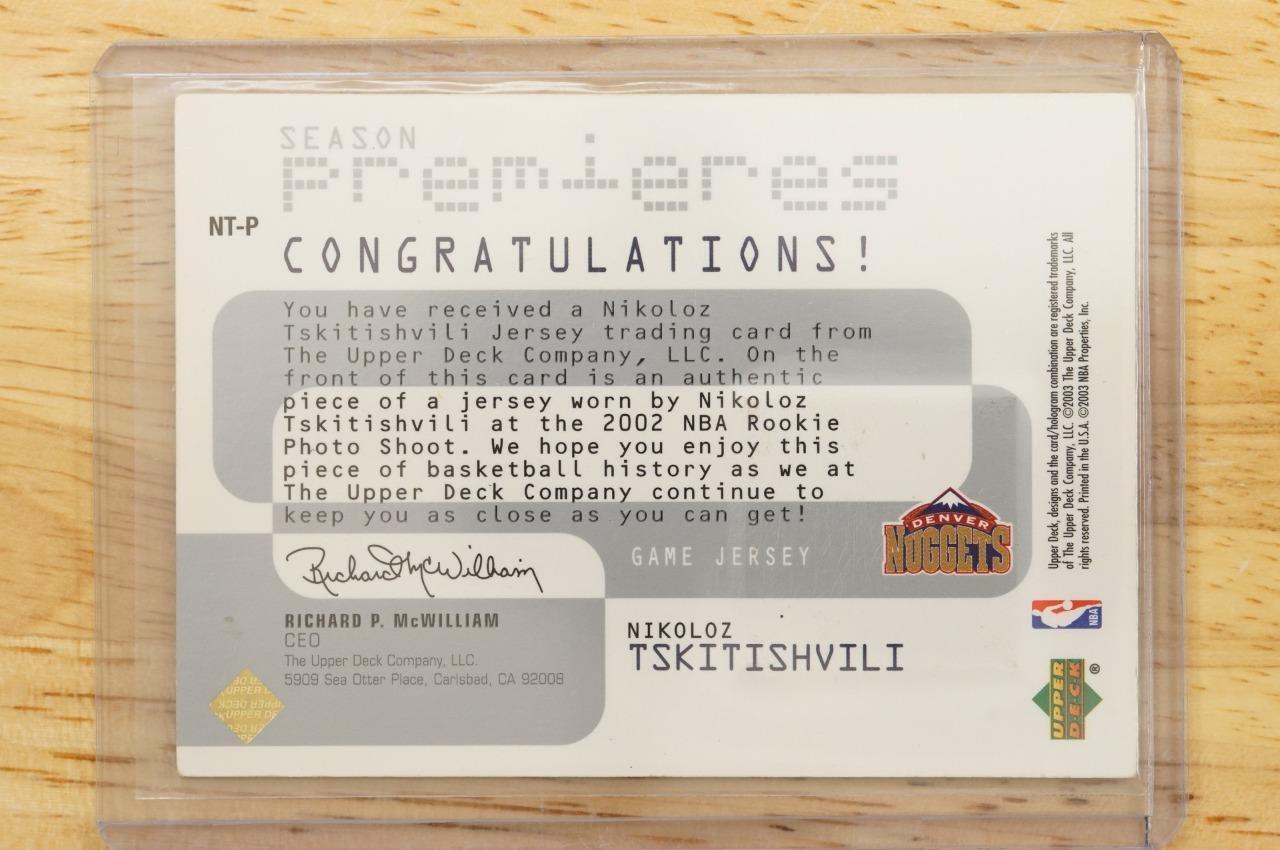 SEASON
premieres
NT-P
CONGRATULATIONS!
You have received a Nikoloz
Tskitishvili Jersey trading card from
The Upper Deck Company, LLC. On the
front of this card is an authentic
piece of a jersey worn by Nikoloz
Tskitishvili at the 2002 NBA Rookie
Photo Shoot. We hope you enjoy this
piece of basketball history as we at
The Upper Deck Company continue to
keep you as close as you can get!
Richard McWilliam
GAME JERSEY
DENVER
NUGGETS
RICHARD P. McWILLIAM
CEO
The Upper Deck Company, LLC.
5909 Sea Otter Place, Carlsbad, CA 92008
NIKOLOZ
TSKITISHVILI
Upper Deck, designs and the card/hologram combination are registered trademarks
of The Upper Deck Company, LLC. ©2003 The Upper Deck Company, LLC. All
rights reserved. Printed in the U.S.A. ©2003 NBA Properties, Inc.
NBA
UPPER
D.E.C.K
®